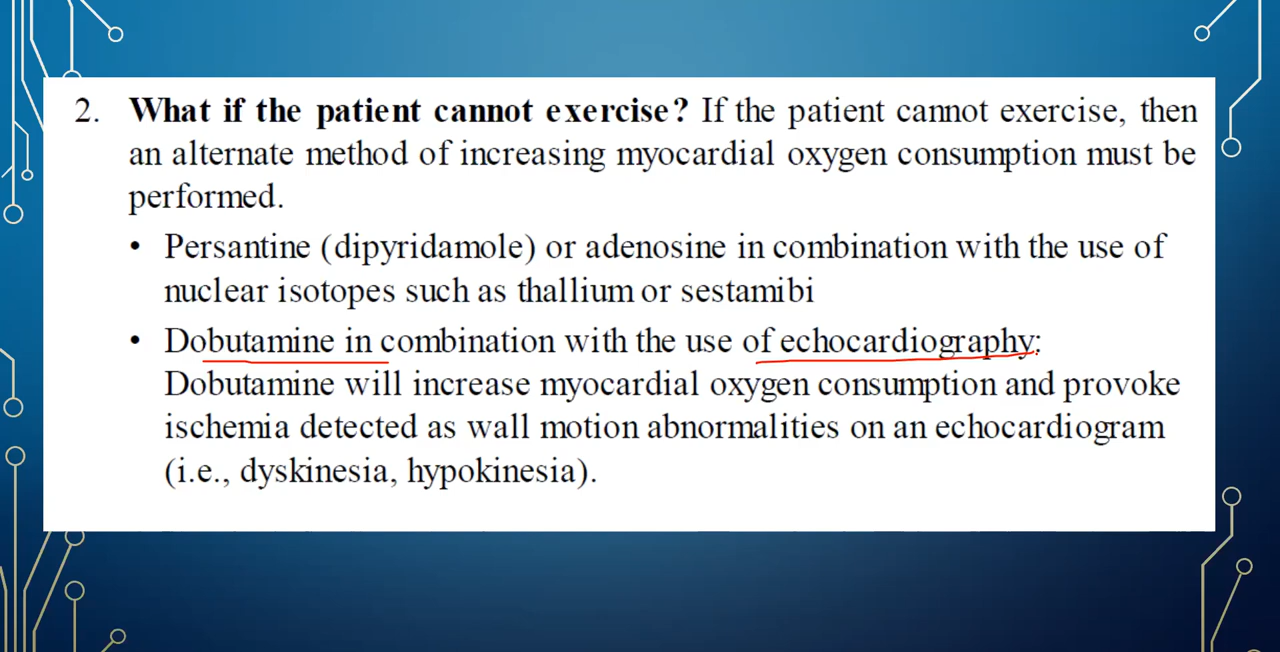 2. What if the patient cannot exercise? If the patient cannot exercise, then
an alternate method of increasing myocardial oxygen consumption must be
performed.
• Persantine (dipyridamole) or adenosine in combination with the use of
nuclear isotopes such as thallium or sestamibi
• Dobutamine in combination with the use of echocardiography:
Dobutamine will increase myocardial oxygen consumption and provoke
ischemia detected as wall motion abnormalities on an echocardiogram
(i.e., dyskinesia, hypokinesia).